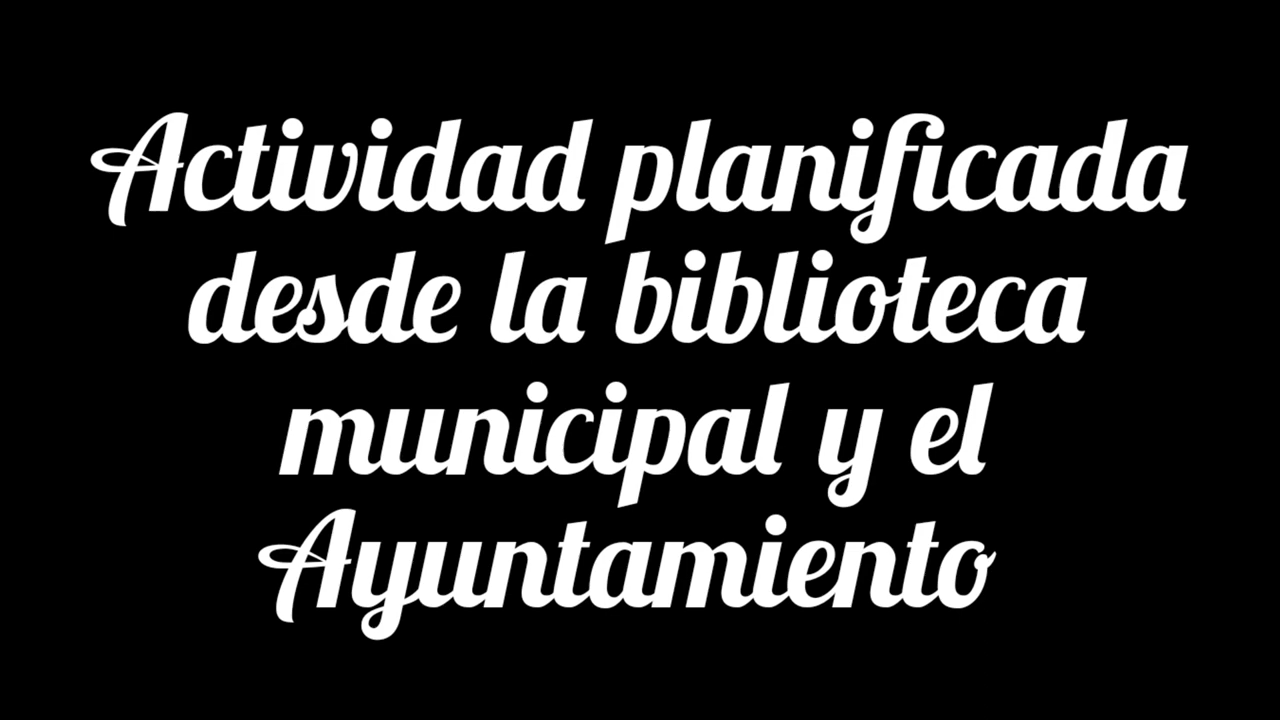 Actividad planificada
desde la biblioteca
municipal y el
Ayuntamiento